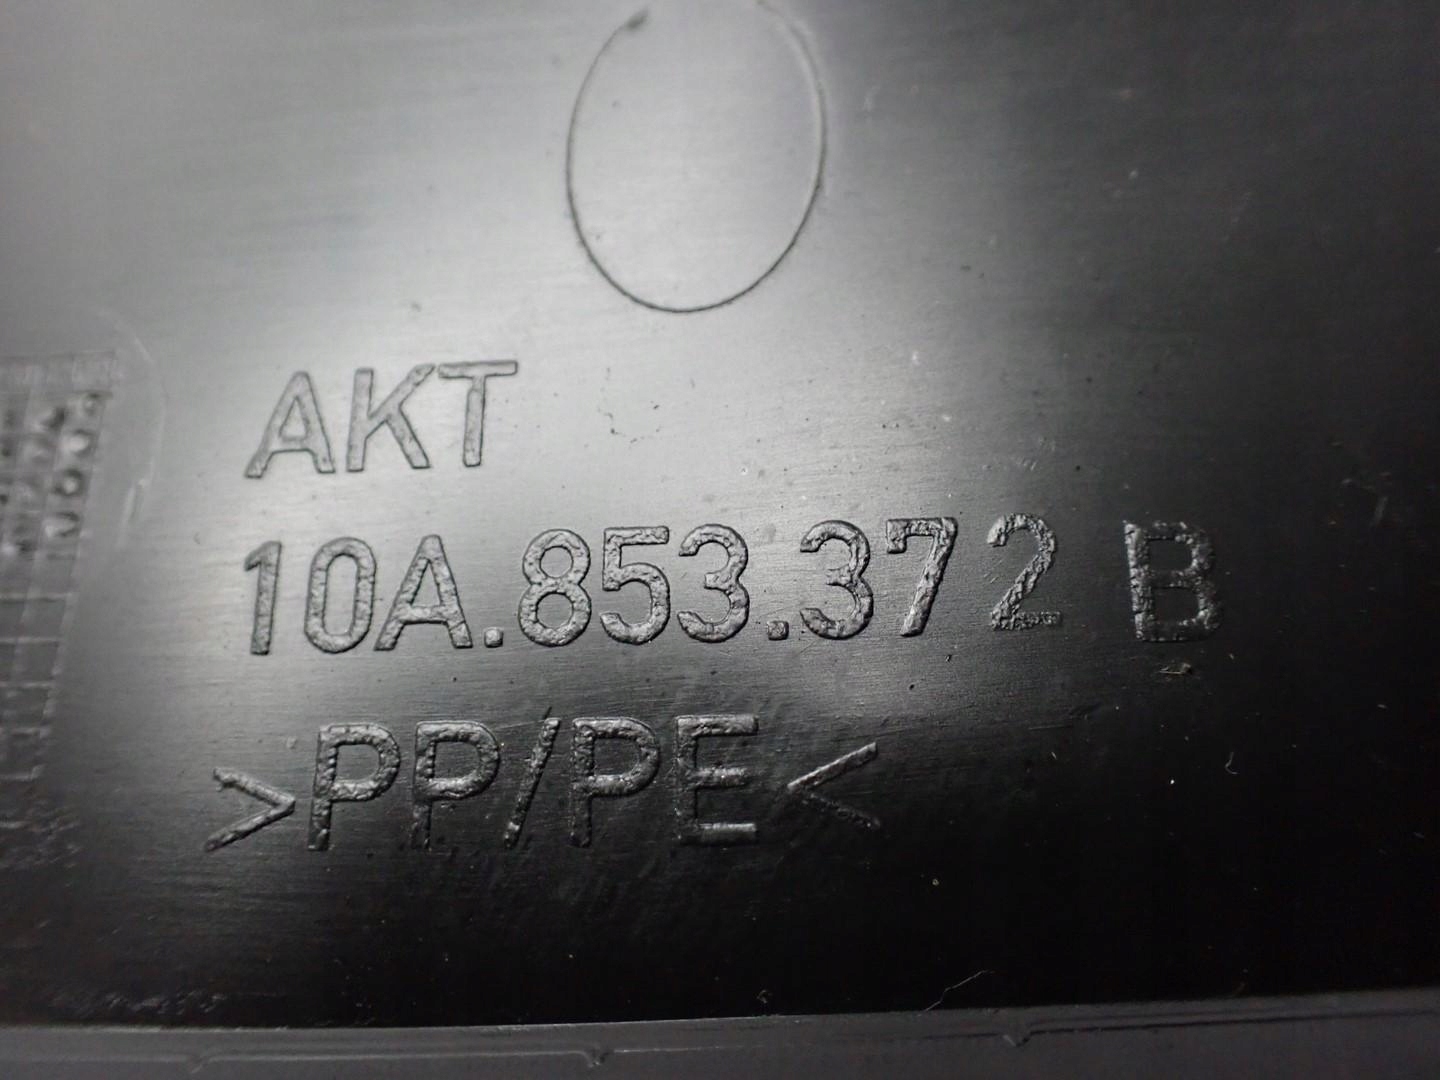 AKT
10A.853.372 B
>PP/PE<